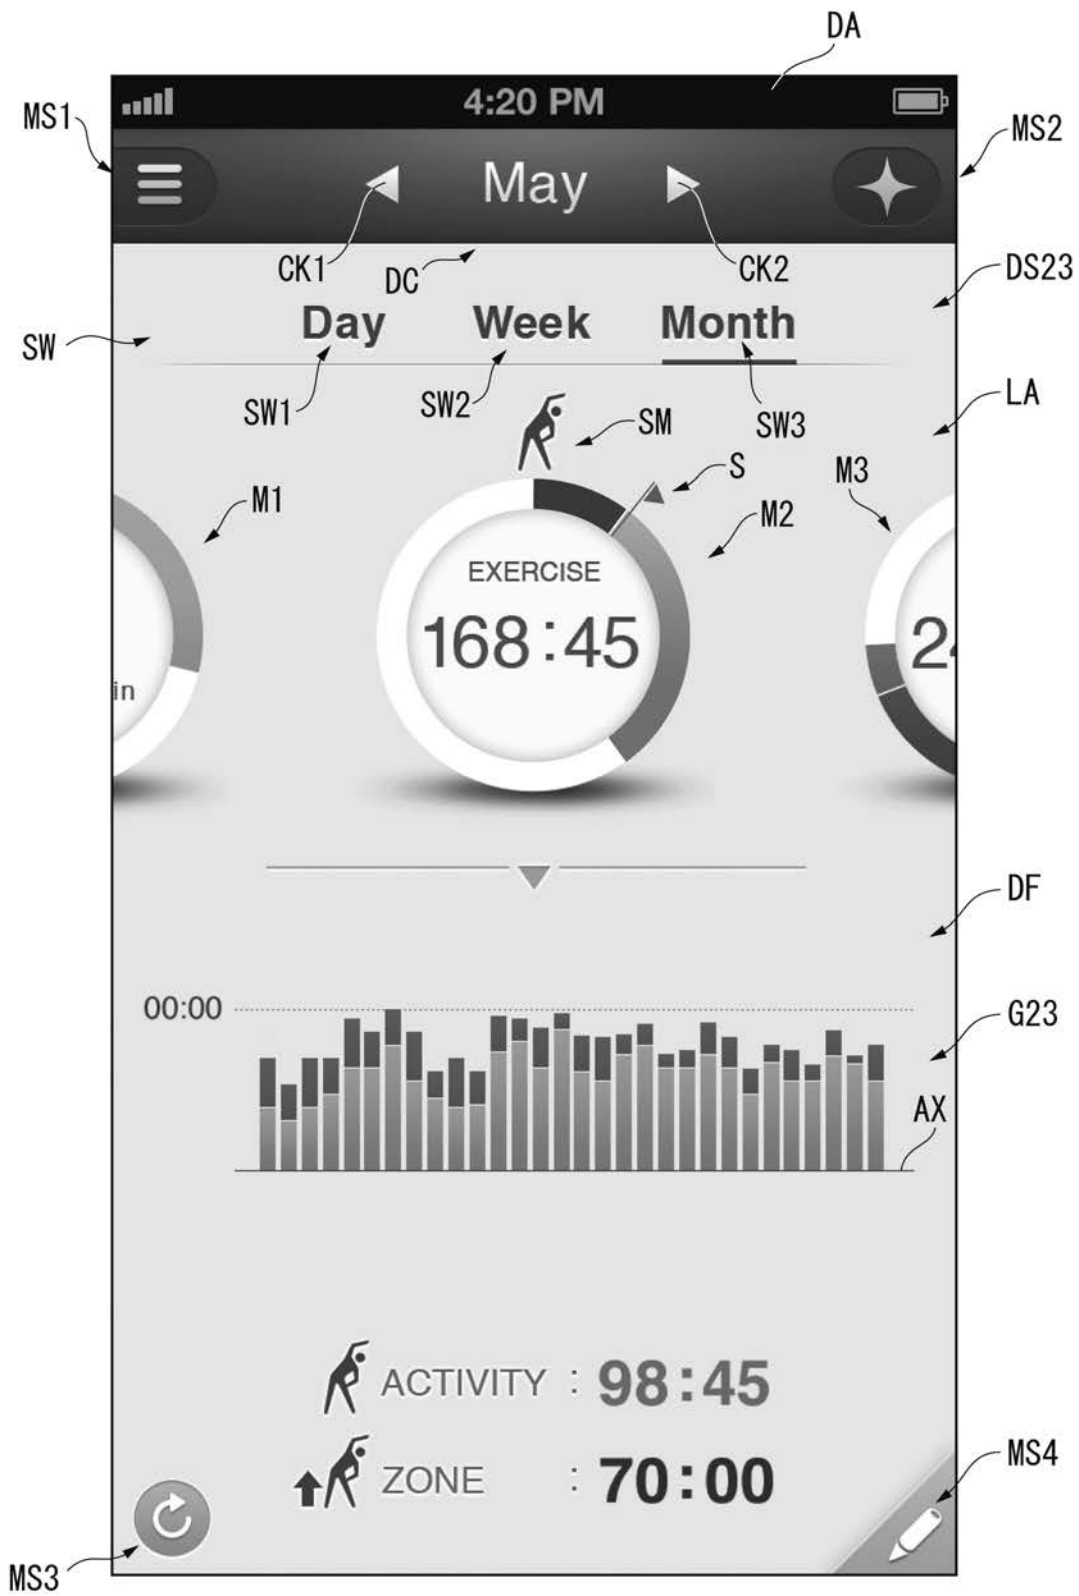 DA
MS1
4:20 PM
MS2
May
CK1
DC
CK2
DS23
SW
Day Week Month
SW1
SW2
SM
SW3
LA
M1
S
M2
M3
EXERCISE
168:45
in
24
DF
00:00
G23
AX
ACTIVITY : 98:45
ZONE : 70:00
MS4
MS3